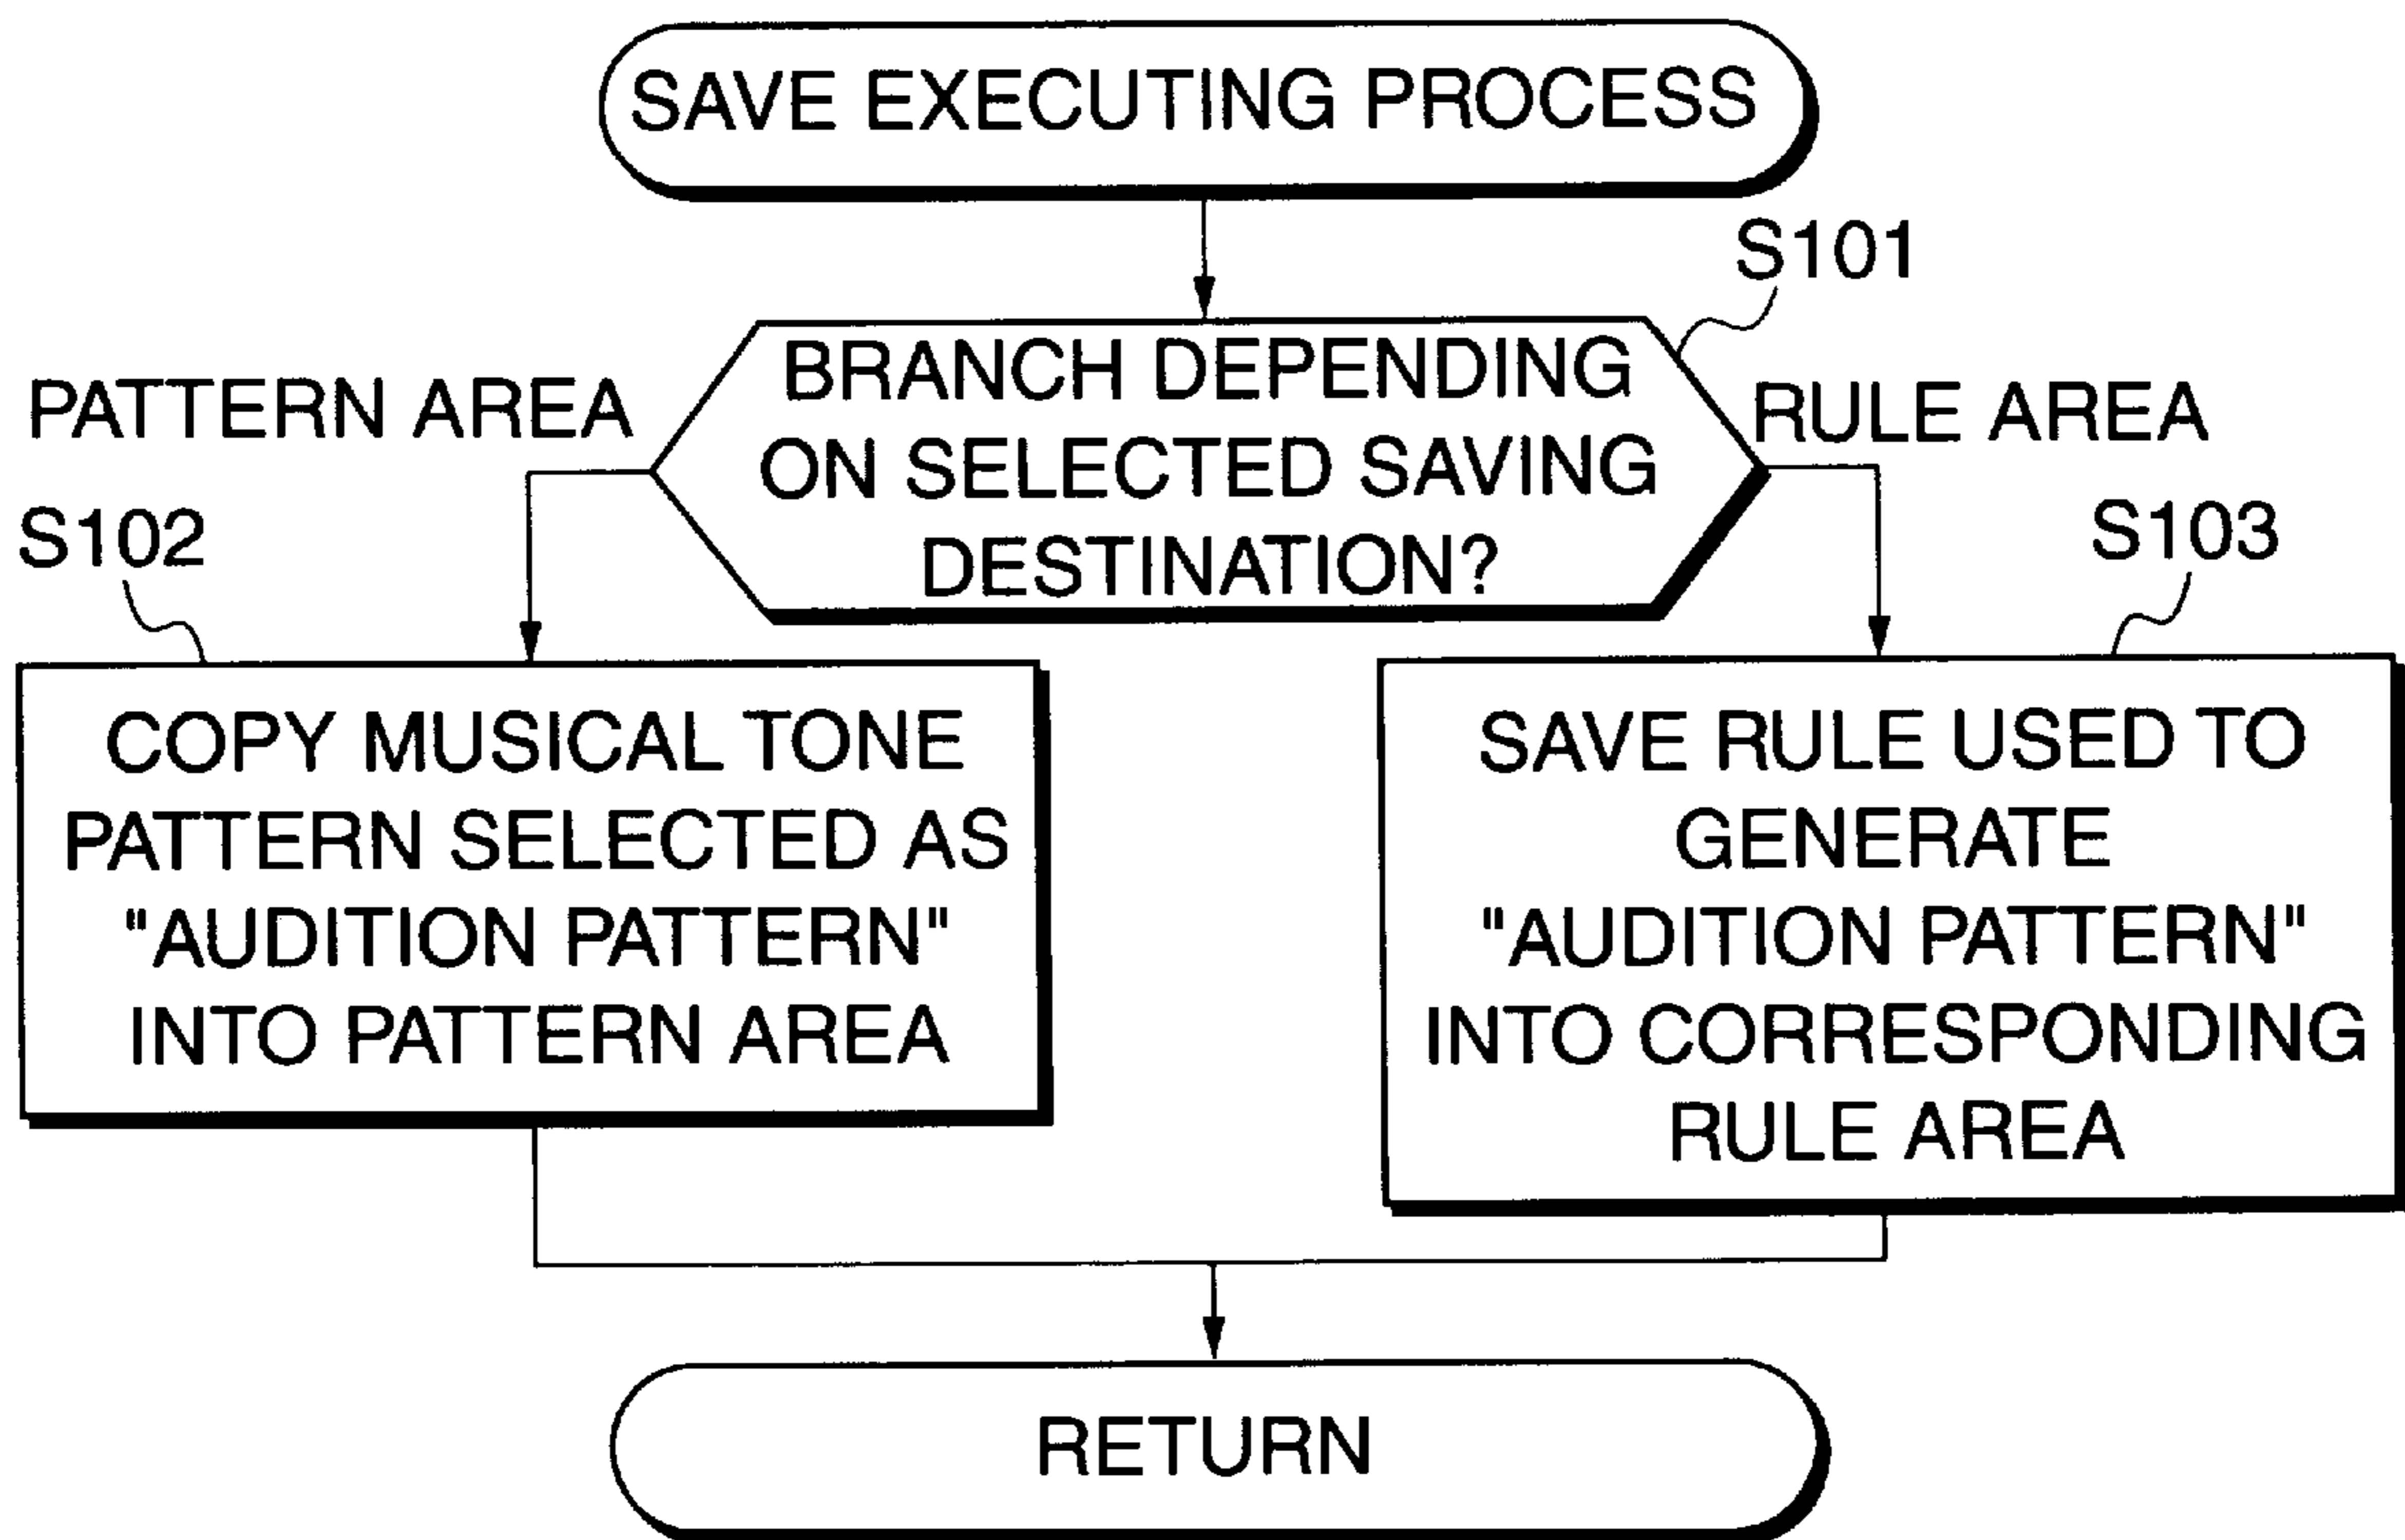 SAVE EXECUTING PROCESS
S101
BRANCH DEPENDING
ON SELECTED SAVING
DESTINATION?
PATTERN AREA
RULE AREA
S102
COPY MUSICAL TONE
PATTERN SELECTED AS
"AUDITION PATTERN"
INTO PATTERN AREA
S103
SAVE RULE USED TO
GENERATE
"AUDITION PATTERN"
INTO CORRESPONDING
RULE AREA
RETURN